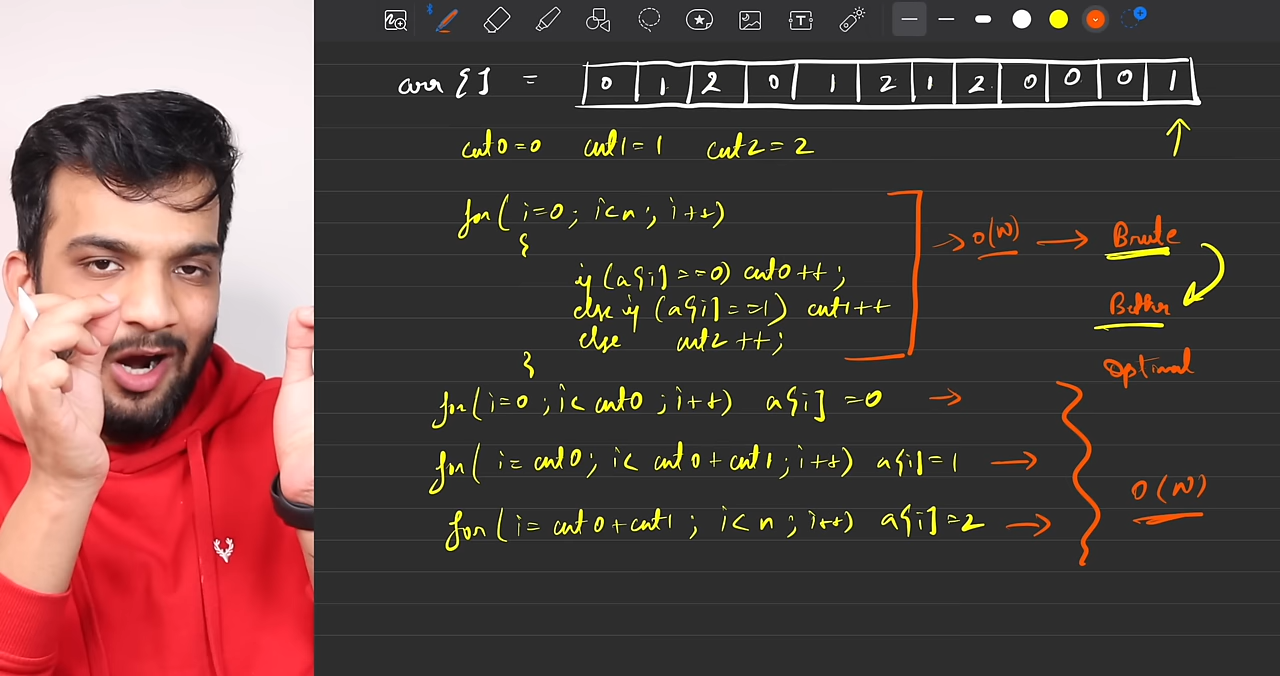 arr[] = 0 1 2 0 1 2 1 2 0 0 0 1
cnt0=0 cnt1=1 cnt2=2
for( i=0; i<n; i++)
{
if (a[i]==0) cnt0++;
else if (a[i]==1) cnt1++
else cnt2++;
}
→ O(N) → Brute
Better
Optimal
for(i=0; i<cnt0; i++) a[i]=0 →
for( i=cnt0; i<cnt0+cnt1; i++) a[i]=1 →
for(i=cnt0+cnt1; i<n; i++) a[i]=2 →
O(N)